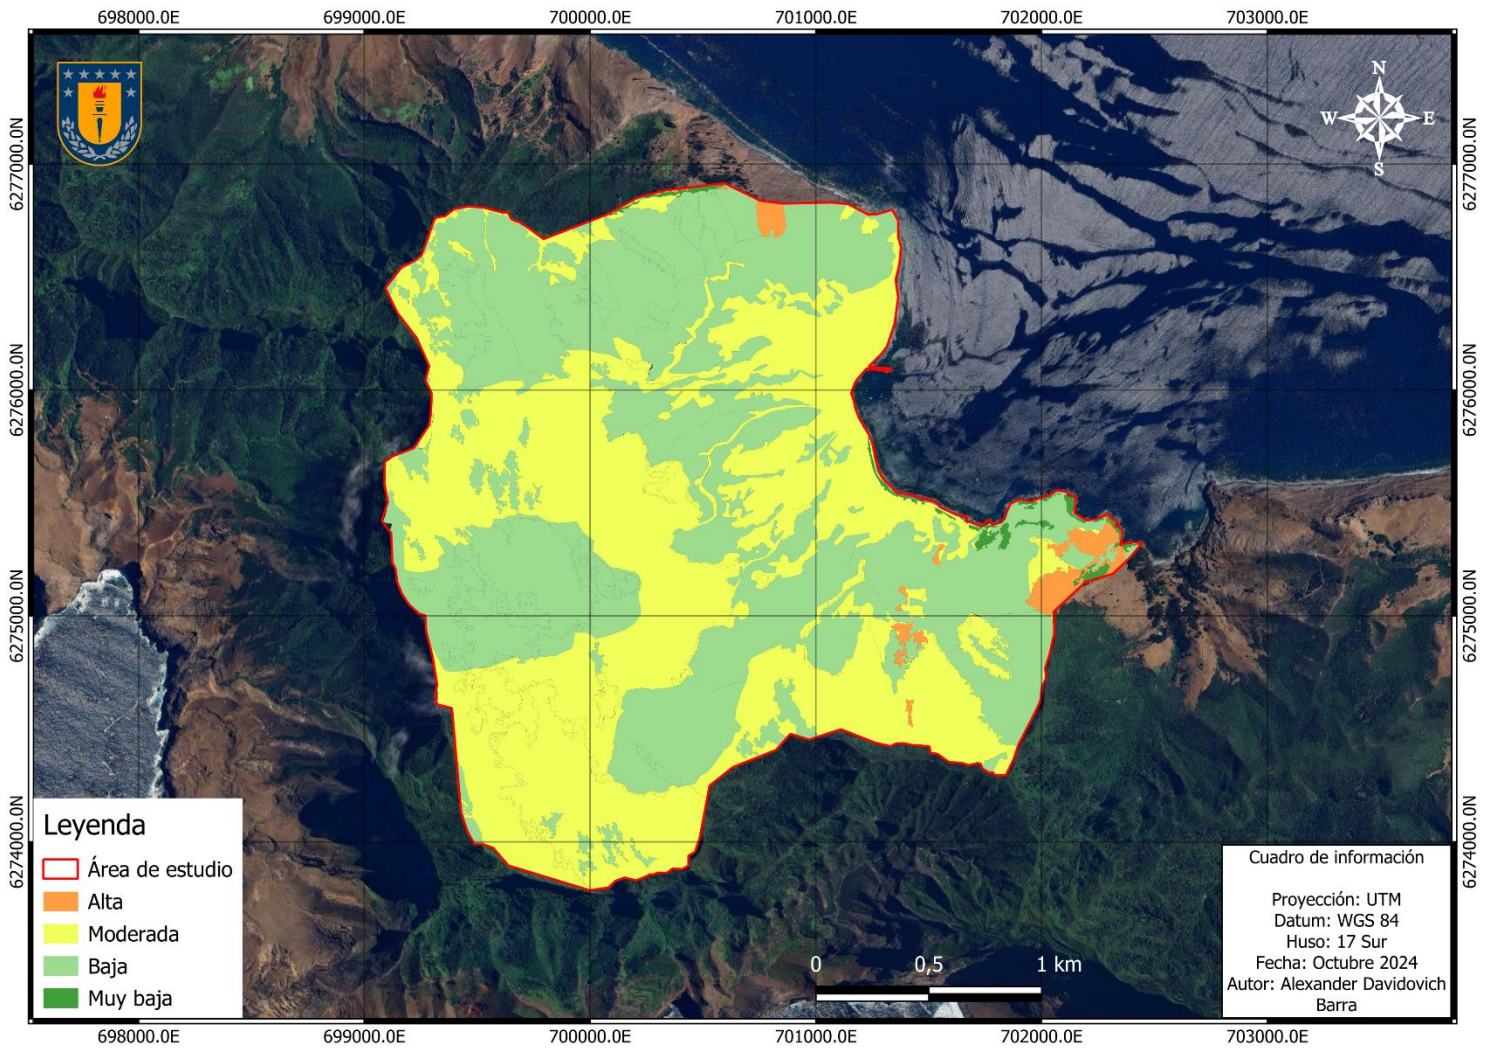 698000.0E 699000.0E 700000.0E 701000.0E 702000.0E 703000.0E
N
W E
S
6277000.0N 6277000.0N
6276000.0N 6276000.0N
6275000.0N 6275000.0N
6274000.0N 6274000.0N
Leyenda
Área de estudio
Alta
Moderada
Baja
Muy baja
0 0,5 1 km
Cuadro de información
Proyección: UTM
Datum: WGS 84
Huso: 17 Sur
Fecha: Octubre 2024
Autor: Alexander Davidovich
Barra
698000.0E 699000.0E 700000.0E 701000.0E 702000.0E 703000.0E